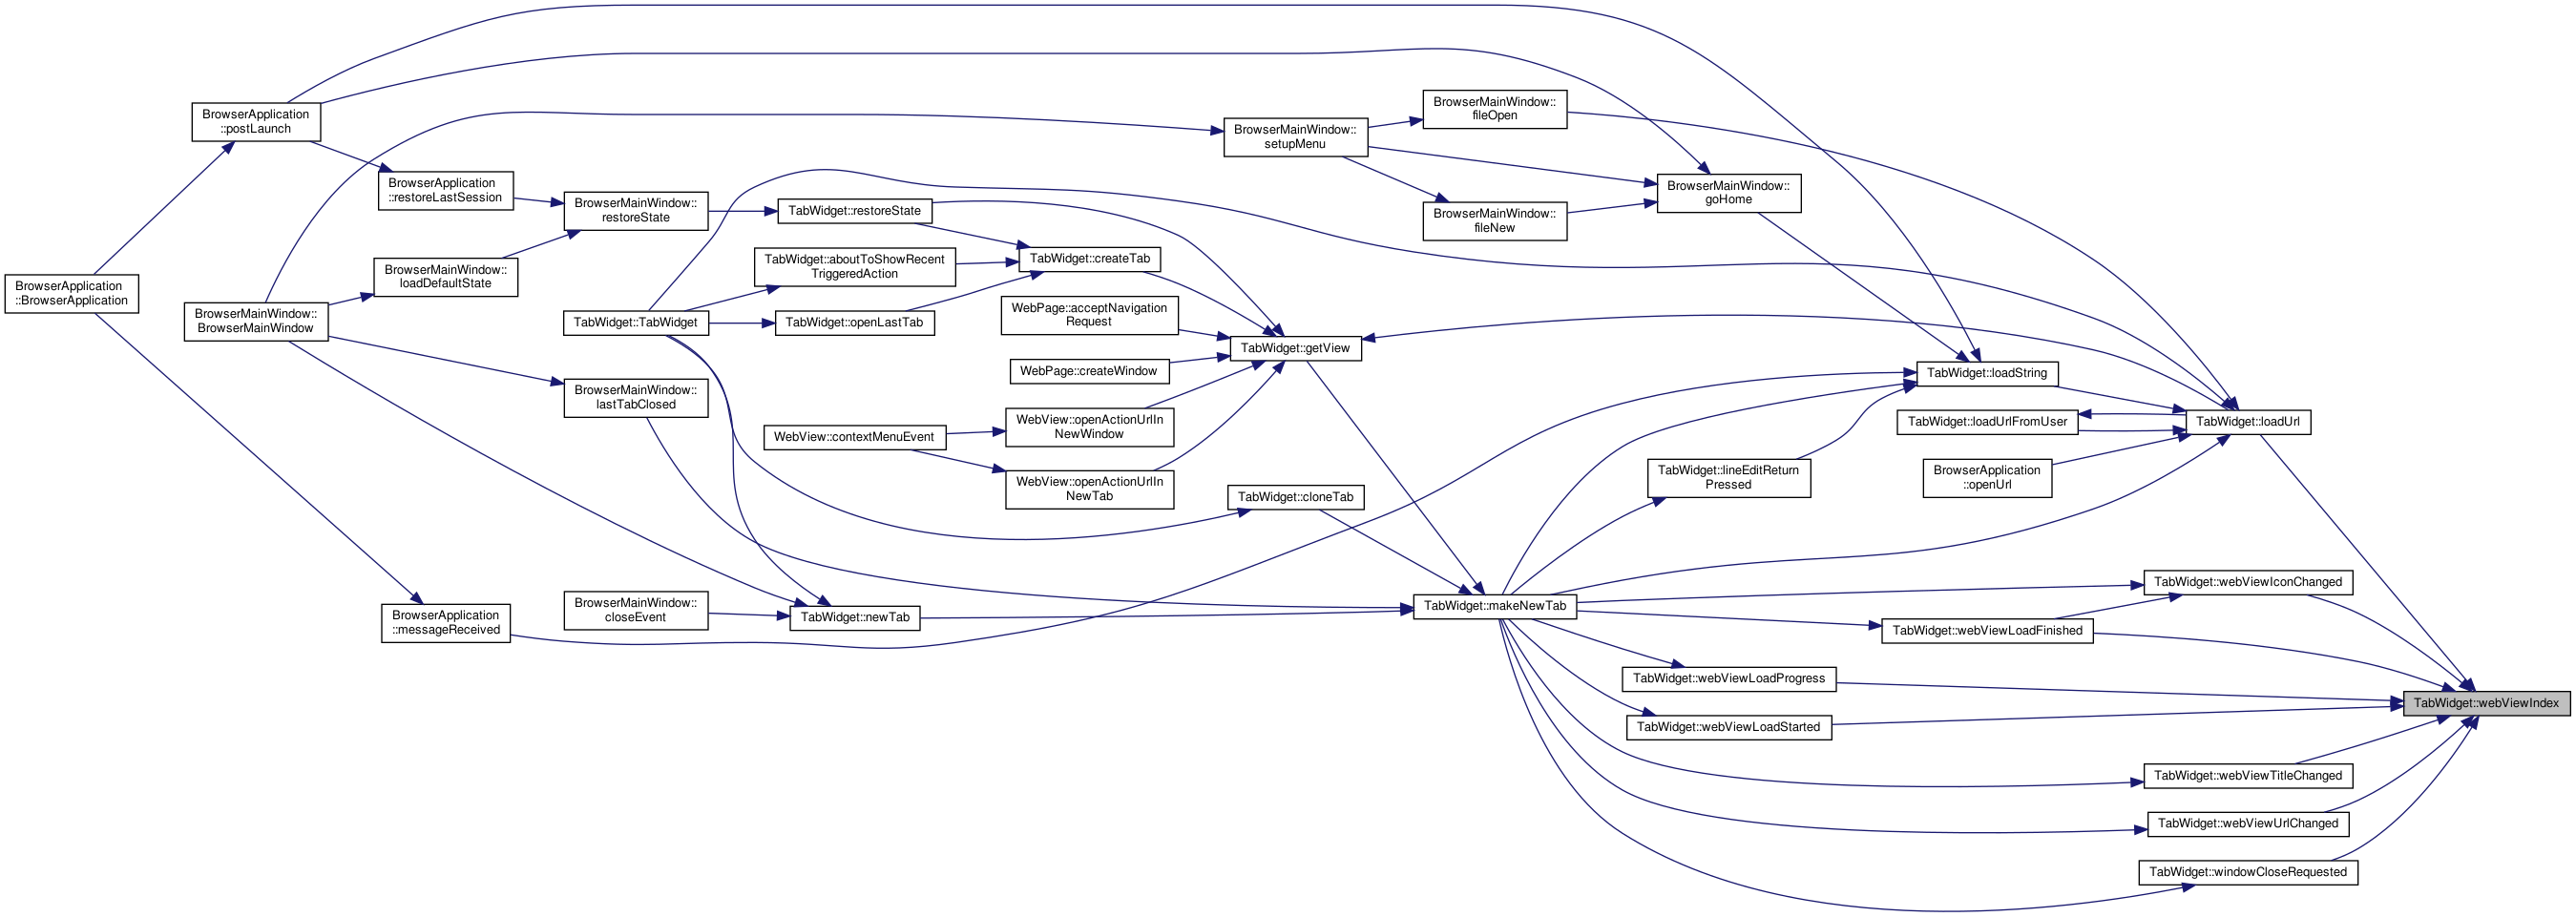 BrowserApplication
::postLaunch
BrowserMainWindow::
fileOpen
BrowserMainWindow::
setupMenu
BrowserApplication
::restoreLastSession
BrowserMainWindow::
restoreState
TabWidget::restoreState
BrowserMainWindow::
fileNew
BrowserMainWindow::
goHome
BrowserApplication
::BrowserApplication
BrowserMainWindow::
loadDefaultState
TabWidget::aboutToShowRecent
TriggeredAction
TabWidget::createTab
BrowserMainWindow::
BrowserMainWindow
TabWidget::TabWidget
TabWidget::openLastTab
WebPage::acceptNavigation
Request
TabWidget::getView
WebPage::createWindow
TabWidget::loadString
BrowserMainWindow::
lastTabClosed
WebView::contextMenuEvent
WebView::openActionUrlIn
NewWindow
TabWidget::loadUrlFromUser
TabWidget::loadUrl
WebView::openActionUrlIn
NewTab
TabWidget::cloneTab
TabWidget::lineEditReturn
Pressed
BrowserApplication
::openUrl
BrowserApplication
::messageReceived
BrowserMainWindow::
closeEvent
TabWidget::newTab
TabWidget::makeNewTab
TabWidget::webViewIconChanged
TabWidget::webViewLoadFinished
TabWidget::webViewLoadProgress
TabWidget::webViewIndex
TabWidget::webViewLoadStarted
TabWidget::webViewTitleChanged
TabWidget::webViewUrlChanged
TabWidget::windowCloseRequested